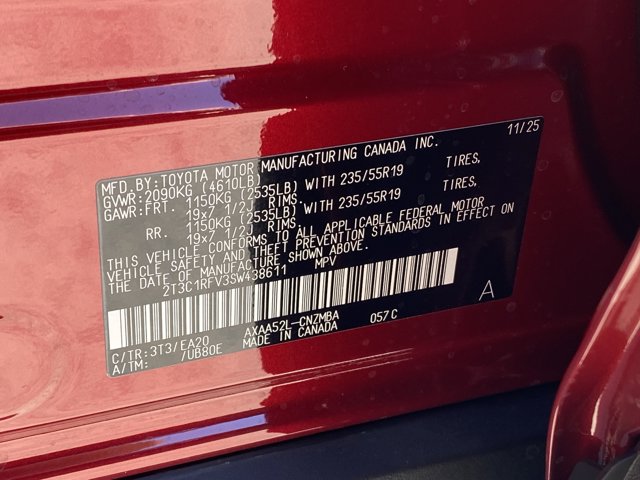 11/25
MFD. BY: TOYOTA MOTOR MANUFACTURING CANADA INC.
GVWR: 2090KG (4610LB)
GAWR: FRT. 1150KG (2535LB) WITH 235/55R19 TIRES,
19x7 1/2J RIMS.
RR. 1150KG (2535LB) WITH 235/55R19 TIRES,
19x7 1/2J RIMS.
THIS VEHICLE CONFORMS TO ALL APPLICABLE FEDERAL MOTOR
VEHICLE SAFETY AND THEFT PREVENTION STANDARDS IN EFFECT ON
THE DATE OF MANUFACTURE SHOWN ABOVE.
2T3C1RFV3SW438611 MPV
A
C/TR: 3T3/EA20 AXAA52L-CNZMBA 057C
A/TM: /UB80E MADE IN CANADA